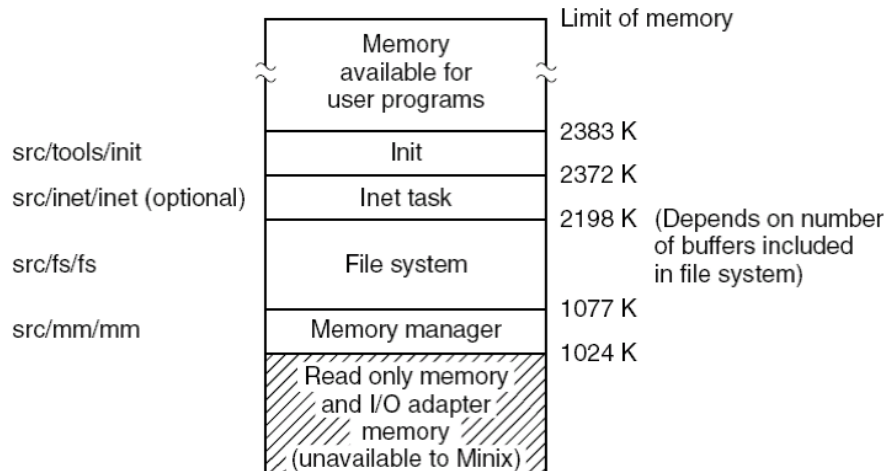 Limit of memory
Memory
available for
user programs
2383 K
src/tools/init
Init
2372 K
src/inet/inet (optional)
Inet task
2198 K (Depends on number
of buffers included
in file system)
src/fs/fs
File system
1077 K
src/mm/mm
Memory manager
1024 K
Read only memory
and I/O adapter
memory
(unavailable to Minix)